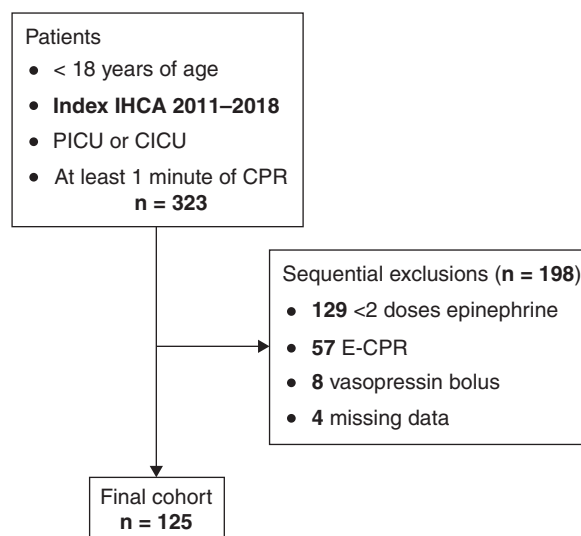 Patients
• < 18 years of age
• Index IHCA 2011–2018
• PICU or CICU
• At least 1 minute of CPR
n = 323
Sequential exclusions (n = 198)
• 129 <2 doses epinephrine
• 57 E-CPR
• 8 vasopressin bolus
• 4 missing data
Final cohort
n = 125